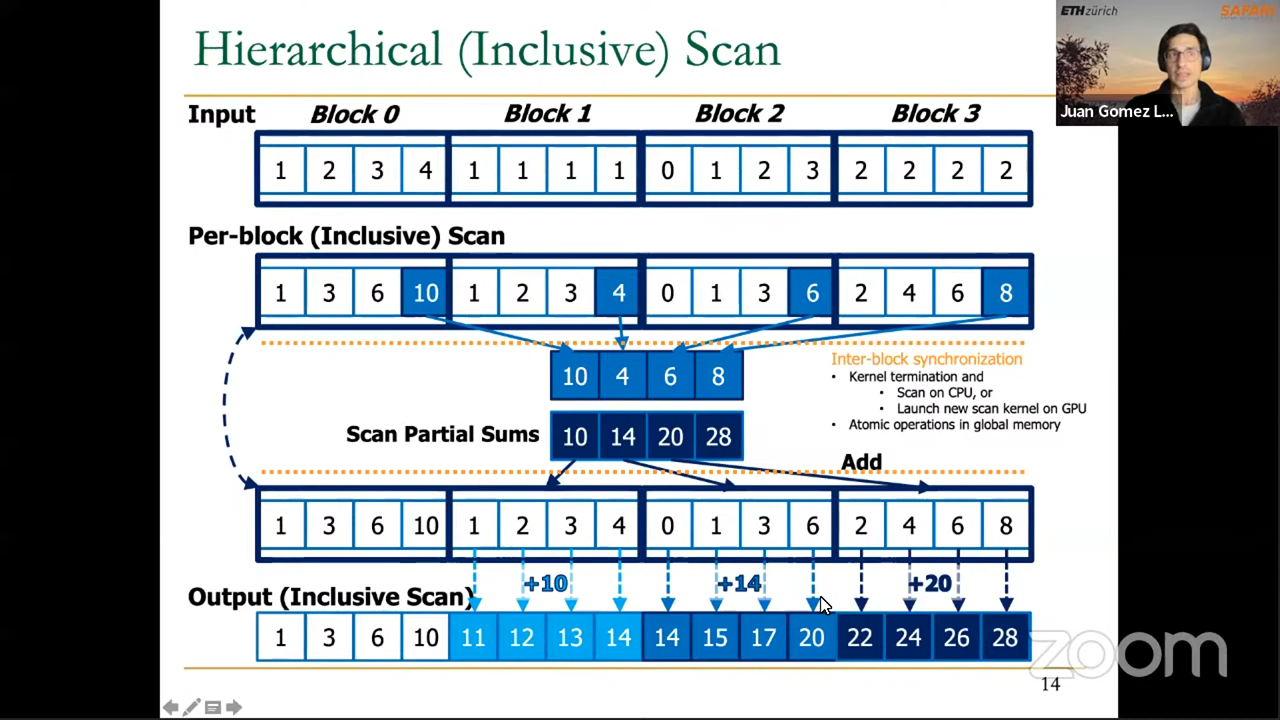 Hierarchical (Inclusive) Scan
ETH zürich
SAFARI
Juan Gomez L...
Input
Block 0
Block 1
Block 2
Block 3
1 2 3 4 1 1 1 1 0 1 2 3 2 2 2 2
Per-block (Inclusive) Scan
1 3 6 10 1 2 3 4 0 1 3 6 2 4 6 8
10 4 6 8
Inter-block synchronization
• Kernel termination and
• Scan on CPU, or
• Launch new scan kernel on GPU
• Atomic operations in global memory
Scan Partial Sums
10 14 20 28
Add
1 3 6 10 1 2 3 4 0 1 3 6 2 4 6 8
+10
+14
+20
Output (Inclusive Scan)
1 3 6 10 11 12 13 14 14 15 17 20 22 24 26 28
zoom
14